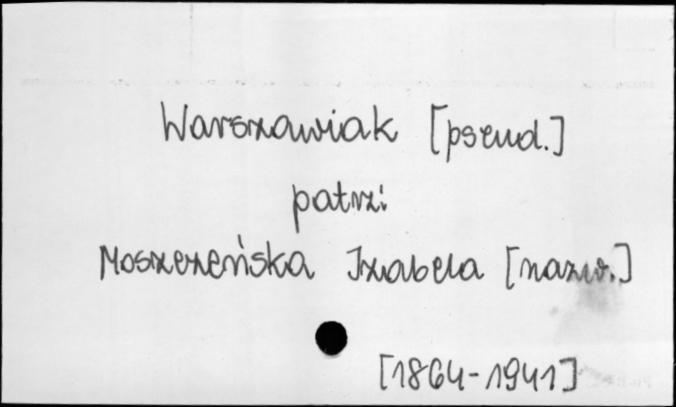 Warszawiak [pseud.]
patrz:
Moszczeńska Izabela [nazw.]
[1864-1941]